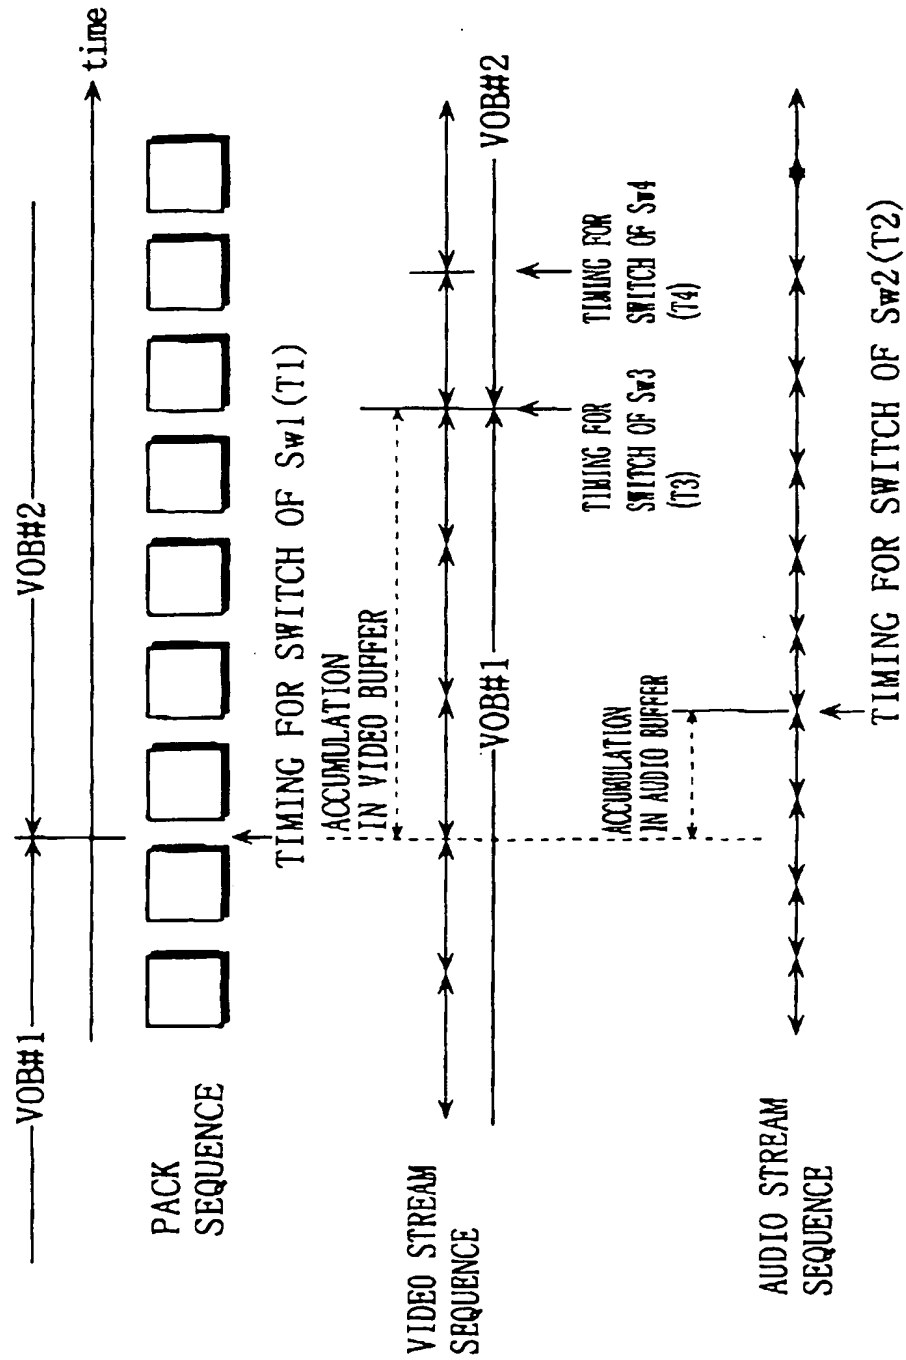 VOB#1
VOB#2
time
PACK
SEQUENCE
TIMING FOR SWITCH OF Sw1(T1)
ACCUMULATION
IN VIDEO BUFFER
VIDEO STREAM
SEQUENCE
VOB#1
VOB#2
TIMING FOR
SWITCH OF Sw3
(T3)
TIMING FOR
SWITCH OF Sw4
(T4)
ACCUMULATION
IN AUDIO BUFFER
AUDIO STREAM
SEQUENCE
TIMING FOR SWITCH OF Sw2(T2)